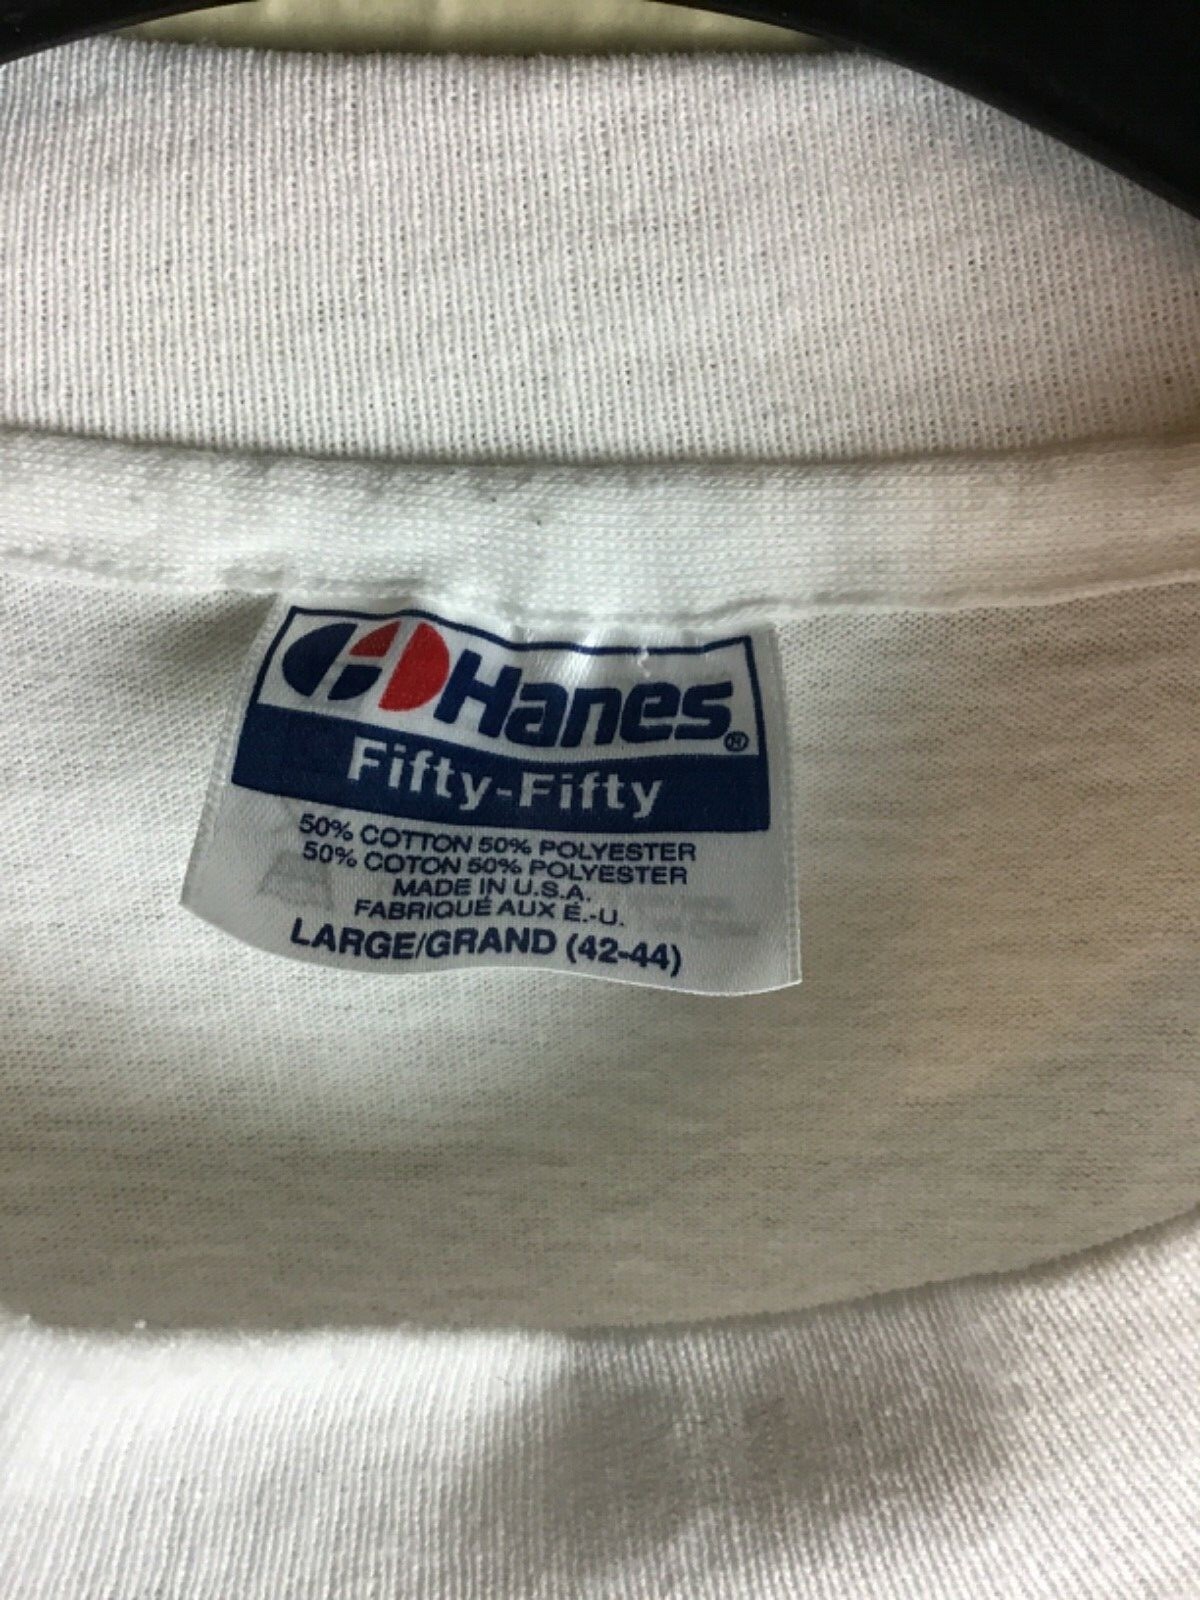 Hanes®
Fifty-Fifty
50% COTTON 50% POLYESTER
50% COTON 50% POLYESTER
MADE IN U.S.A.
FABRIQUÉ AUX É.-U.
LARGE/GRAND (42-44)